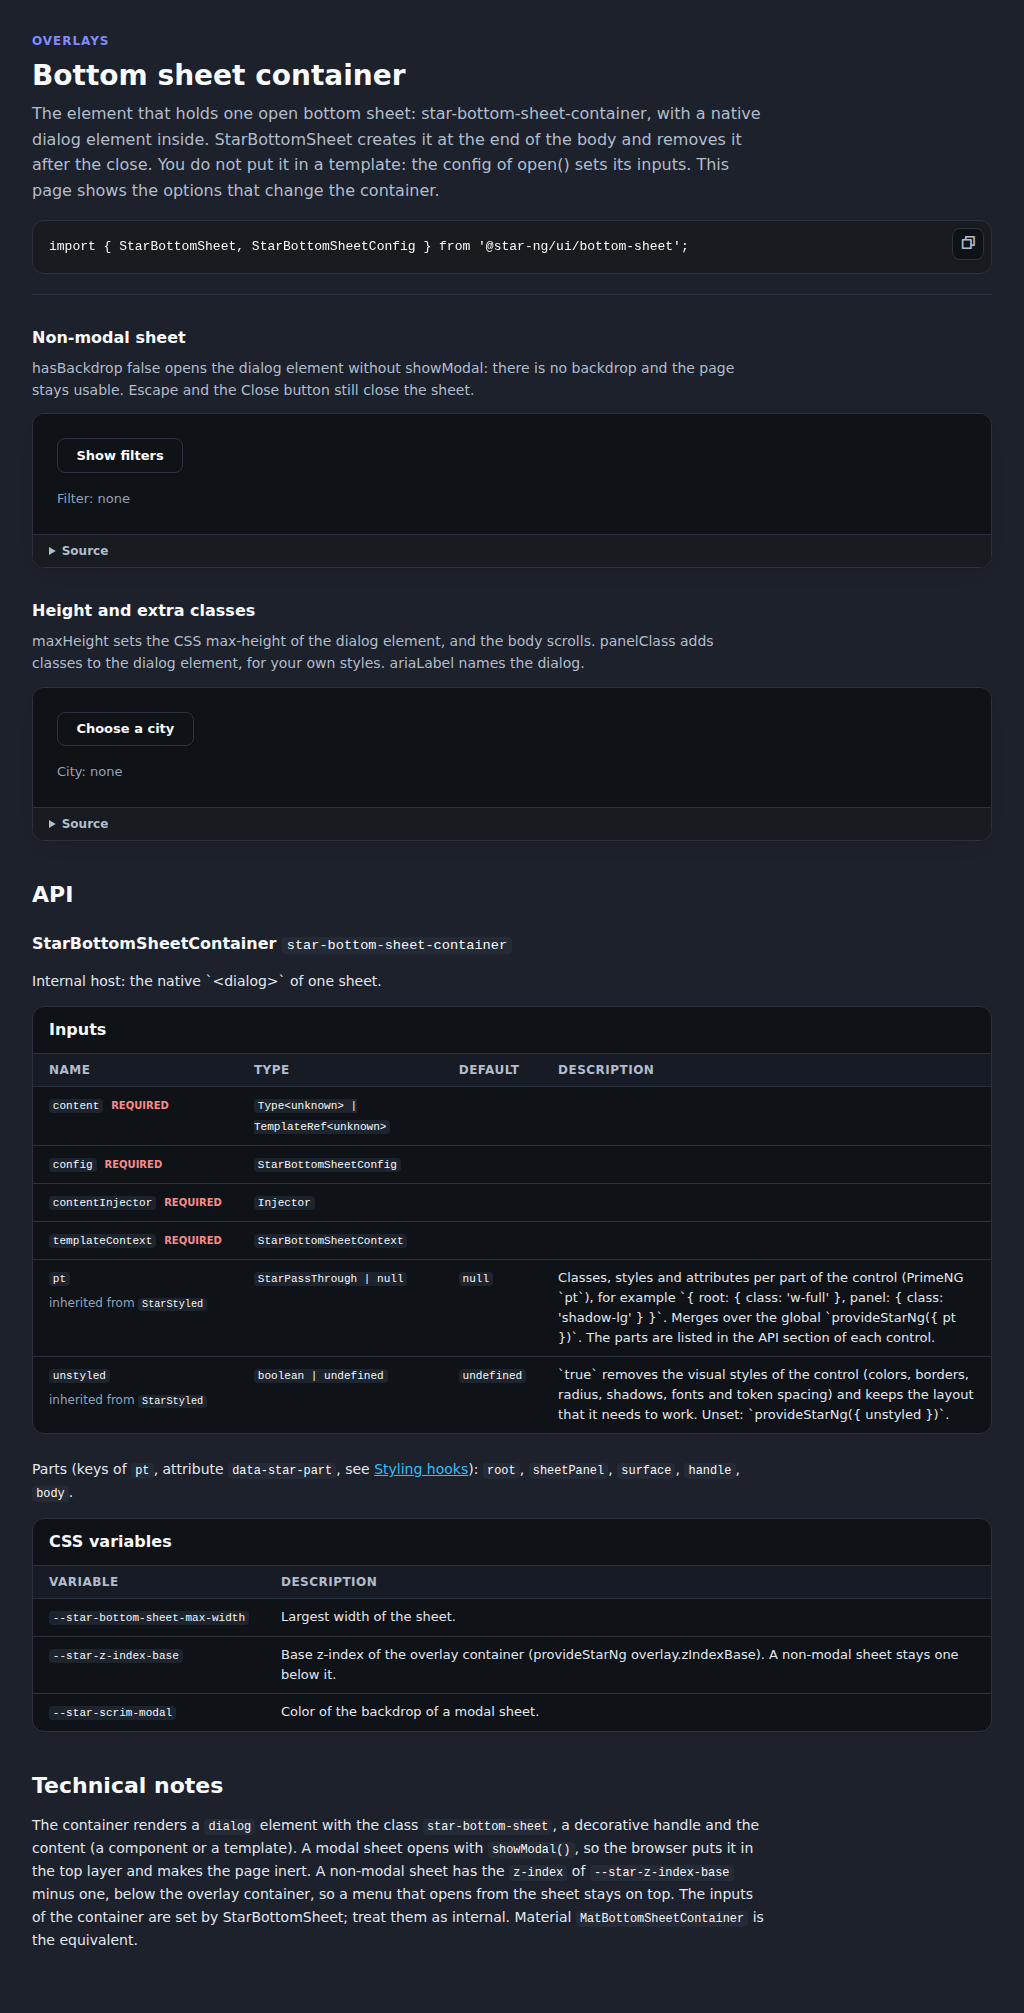 OVERLAYS
Bottom sheet container
The element that holds one open bottom sheet: star-bottom-sheet-container, with a native
dialog element inside. StarBottomSheet creates it at the end of the body and removes it
after the close. You do not put it in a template: the config of open() sets its inputs. This
page shows the options that change the container.
import { StarBottomSheet, StarBottomSheetConfig } from '@star-ng/ui/bottom-sheet';
Non-modal sheet
hasBackdrop false opens the dialog element without showModal: there is no backdrop and the page
stays usable. Escape and the Close button still close the sheet.
Show filters
Filter: none
Source
Height and extra classes
maxHeight sets the CSS max-height of the dialog element, and the body scrolls. panelClass adds
classes to the dialog element, for your own styles. ariaLabel names the dialog.
Choose a city
City: none
Source
API
StarBottomSheetContainer star-bottom-sheet-container
Internal host: the native `<dialog>` of one sheet.
Inputs
NAME TYPE DEFAULT DESCRIPTION
content REQUIRED Type<unknown> |
TemplateRef<unknown>
config REQUIRED StarBottomSheetConfig
contentInjector REQUIRED Injector
templateContext REQUIRED StarBottomSheetContext
pt StarPassThrough | null null Classes, styles and attributes per part of the control (PrimeNG
`pt`), for example `{ root: { class: 'w-full' }, panel: { class:
inherited from StarStyled
'shadow-lg' } }`. Merges over the global `provideStarNg({ pt
})`. The parts are listed in the API section of each control.
unstyled boolean | undefined undefined `true` removes the visual styles of the control (colors, borders,
radius, shadows, fonts and token spacing) and keeps the layout
inherited from StarStyled
that it needs to work. Unset: `provideStarNg({ unstyled })`.
Parts (keys of pt, attribute data-star-part, see Styling hooks): root, sheetPanel, surface, handle,
body.
CSS variables
VARIABLE DESCRIPTION
--star-bottom-sheet-max-width Largest width of the sheet.
--star-z-index-base Base z-index of the overlay container (provideStarNg overlay.zIndexBase). A non-modal sheet stays one
below it.
--star-scrim-modal Color of the backdrop of a modal sheet.
Technical notes
The container renders a dialog element with the class star-bottom-sheet, a decorative handle and the
content (a component or a template). A modal sheet opens with showModal(), so the browser puts it in
the top layer and makes the page inert. A non-modal sheet has the z-index of --star-z-index-base
minus one, below the overlay container, so a menu that opens from the sheet stays on top. The inputs
of the container are set by StarBottomSheet; treat them as internal. Material MatBottomSheetContainer is
the equivalent.